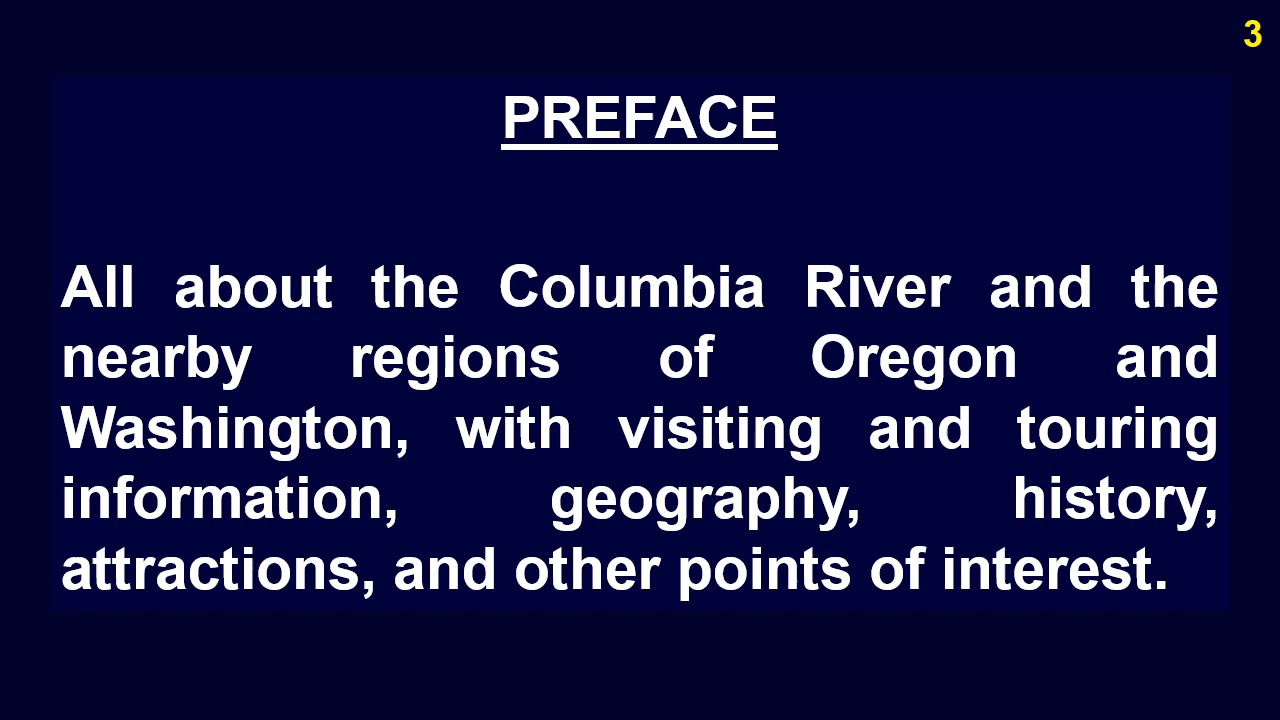 3
PREFACE
All about the Columbia River and the
nearby regions of Oregon and
Washington, with visiting and touring
information, geography, history,
attractions, and other points of interest.